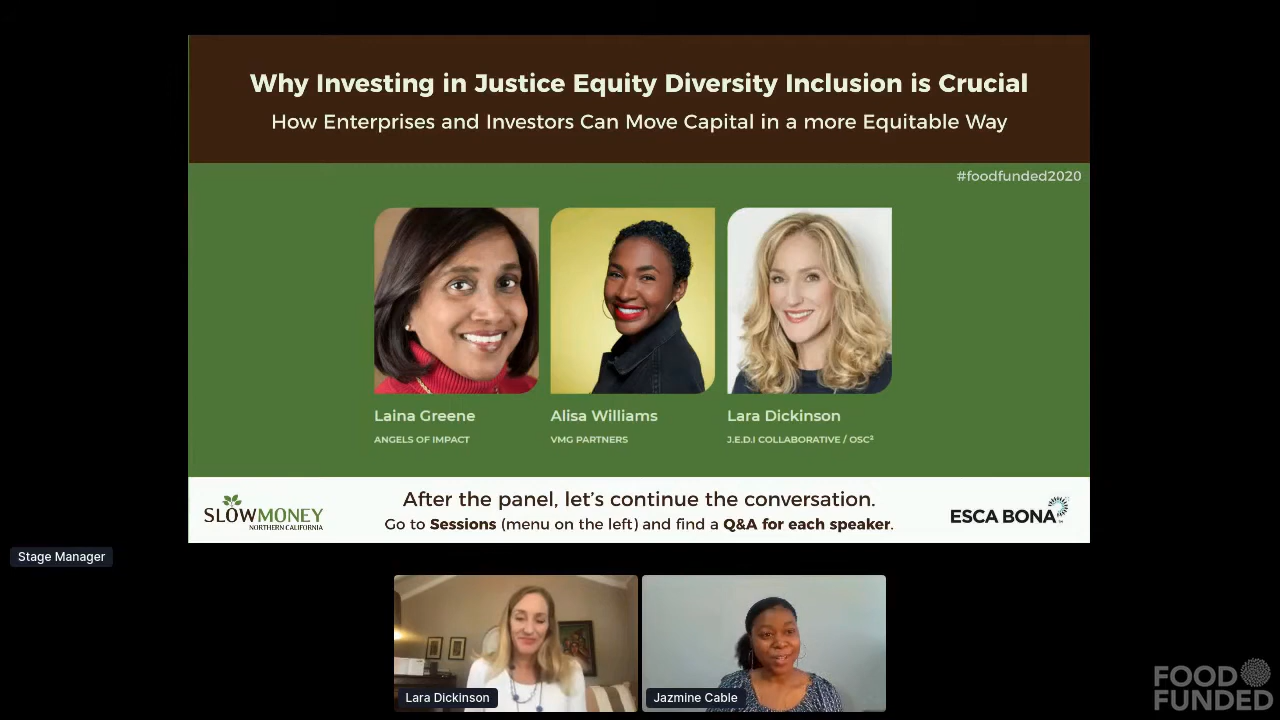 Why Investing in Justice Equity Diversity Inclusion is Crucial
How Enterprises and Investors Can Move Capital in a more Equitable Way
#foodfunded2020
Laina Greene
ANGELS OF IMPACT
Alisa Williams
VMG PARTNERS
Lara Dickinson
J.E.D.I COLLABORATIVE / OSC²
SLOWMONEY
NORTHERN CALIFORNIA
After the panel, let's continue the conversation.
Go to Sessions (menu on the left) and find a Q&A for each speaker.
ESCA BONA
Stage Manager
Lara Dickinson
Jazmine Cable
FOOD
FUNDED